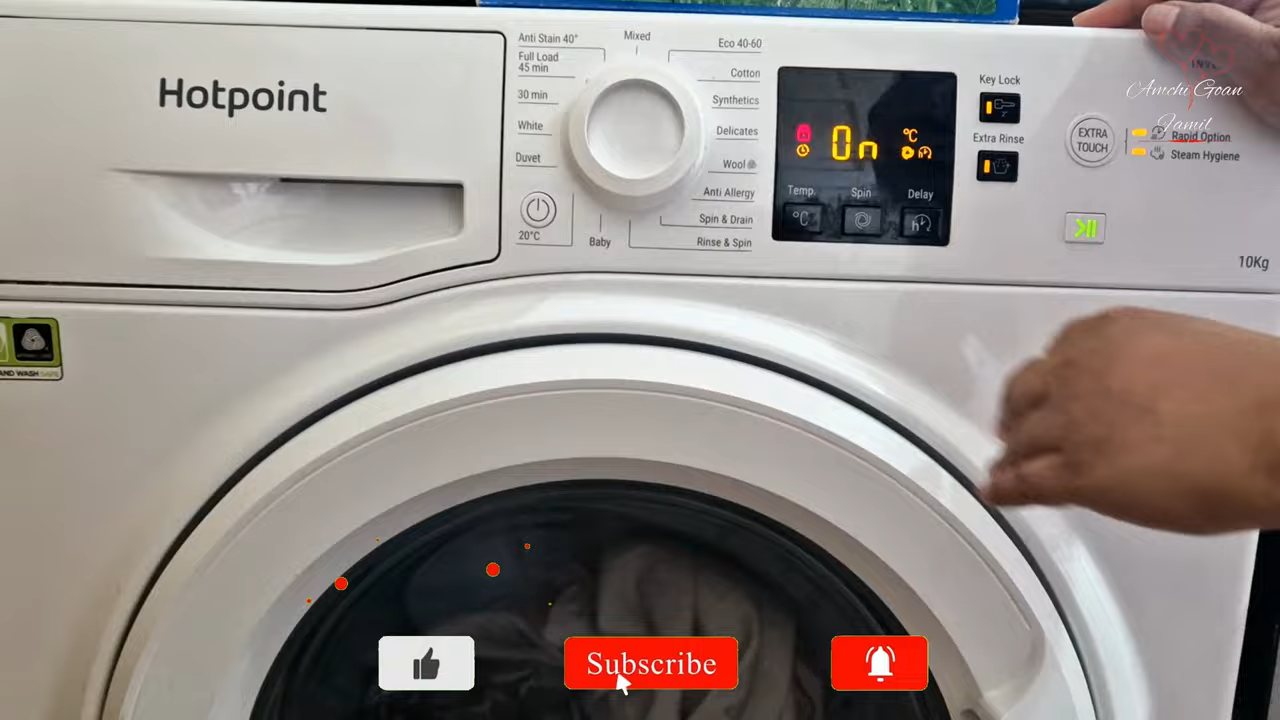 Hotpoint
Anti Stain 40°
Full Load
45 min
30 min
White
Duvet
20°C
Mixed
Baby
Eco 40-60
Cotton
Synthetics
Delicates
Wool
Anti Allergy
Spin & Drain
Rinse & Spin
On
°C
Temp.
Spin
Delay
°C
h
Key Lock
Extra Rinse
EXTRA
TOUCH
Rapid Option
Steam Hygiene
10Kg
Amchi Goan
Jamil
Subscribe